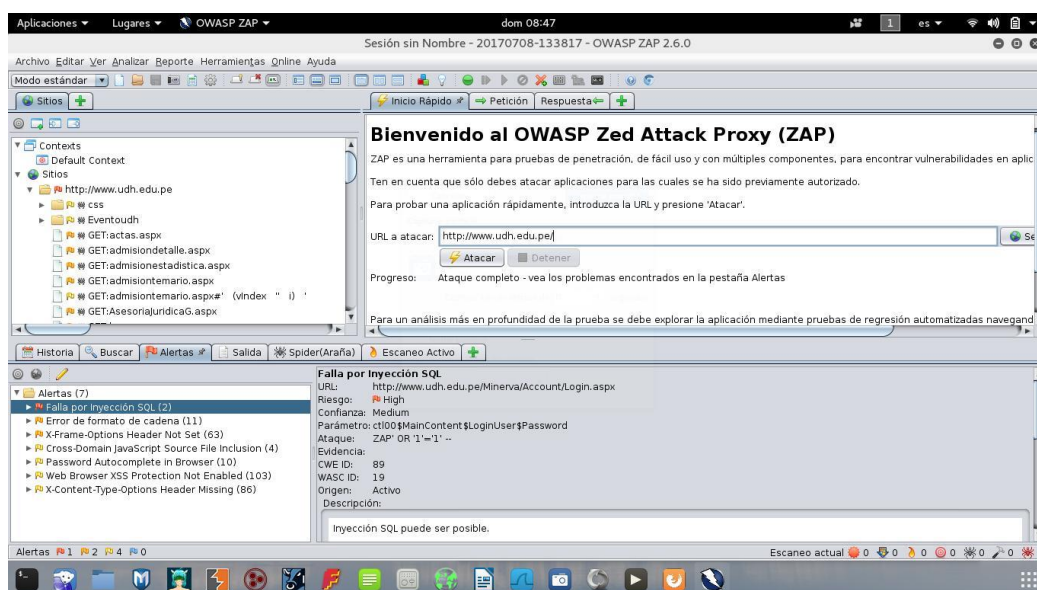 Aplicaciones Lugares OWASP ZAP dom 08:47 1 es
Sesión sin Nombre - 20170708-133817 - OWASP ZAP 2.6.0
Archivo Editar Ver Analizar Reporte Herramientas Online Ayuda
Modo estándar
Sitios
Inicio Rápido Petición Respuesta
Contexts
Default Context
Sitios
http://www.udh.edu.pe
css
Eventoudh
GET:actas.aspx
GET:admisiondetalle.aspx
GET:admisionestadistica.aspx
GET:admisiontemario.aspx
GET:admisiontemario.aspx#' (vIndex " i) '
GET:AsesoriaJuridicaG.aspx
Bienvenido al OWASP Zed Attack Proxy (ZAP)
ZAP es una herramienta para pruebas de penetración, de fácil uso y con múltiples componentes, para encontrar vulnerabilidades en aplic
Ten en cuenta que sólo debes atacar aplicaciones para las cuales se ha sido previamente autorizado.
Para probar una aplicación rápidamente, introduzca la URL y presione 'Atacar'.
URL a atacar: http://www.udh.edu.pe/ Se
Atacar Detener
Progreso: Ataque completo - vea los problemas encontrados en la pestaña Alertas
Para un análisis más en profundidad de la prueba se debe explorar la aplicación mediante pruebas de regresión automatizadas navegand
Historia Buscar Alertas Salida Spider(Araña) Escaneo Activo
Alertas (7)
Falla por Inyección SQL (2)
Error de formato de cadena (11)
X-Frame-Options Header Not Set (63)
Cross-Domain JavaScript Source File Inclusion (4)
Password Autocomplete in Browser (10)
Web Browser XSS Protection Not Enabled (103)
X-Content-Type-Options Header Missing (86)
Falla por Inyección SQL
URL: http://www.udh.edu.pe/Minerva/Account/Login.aspx
Riesgo: High
Confianza: Medium
Parámetro: ctl00$MainContent$LoginUser$Password
Ataque: ZAP' OR '1'='1' --
Evidencia:
CWE ID: 89
WASC ID: 19
Origen: Activo
Descripción:
Inyección SQL puede ser posible.
Alertas 1 2 4 0 Escaneo actual 0 0 0 0 0 0